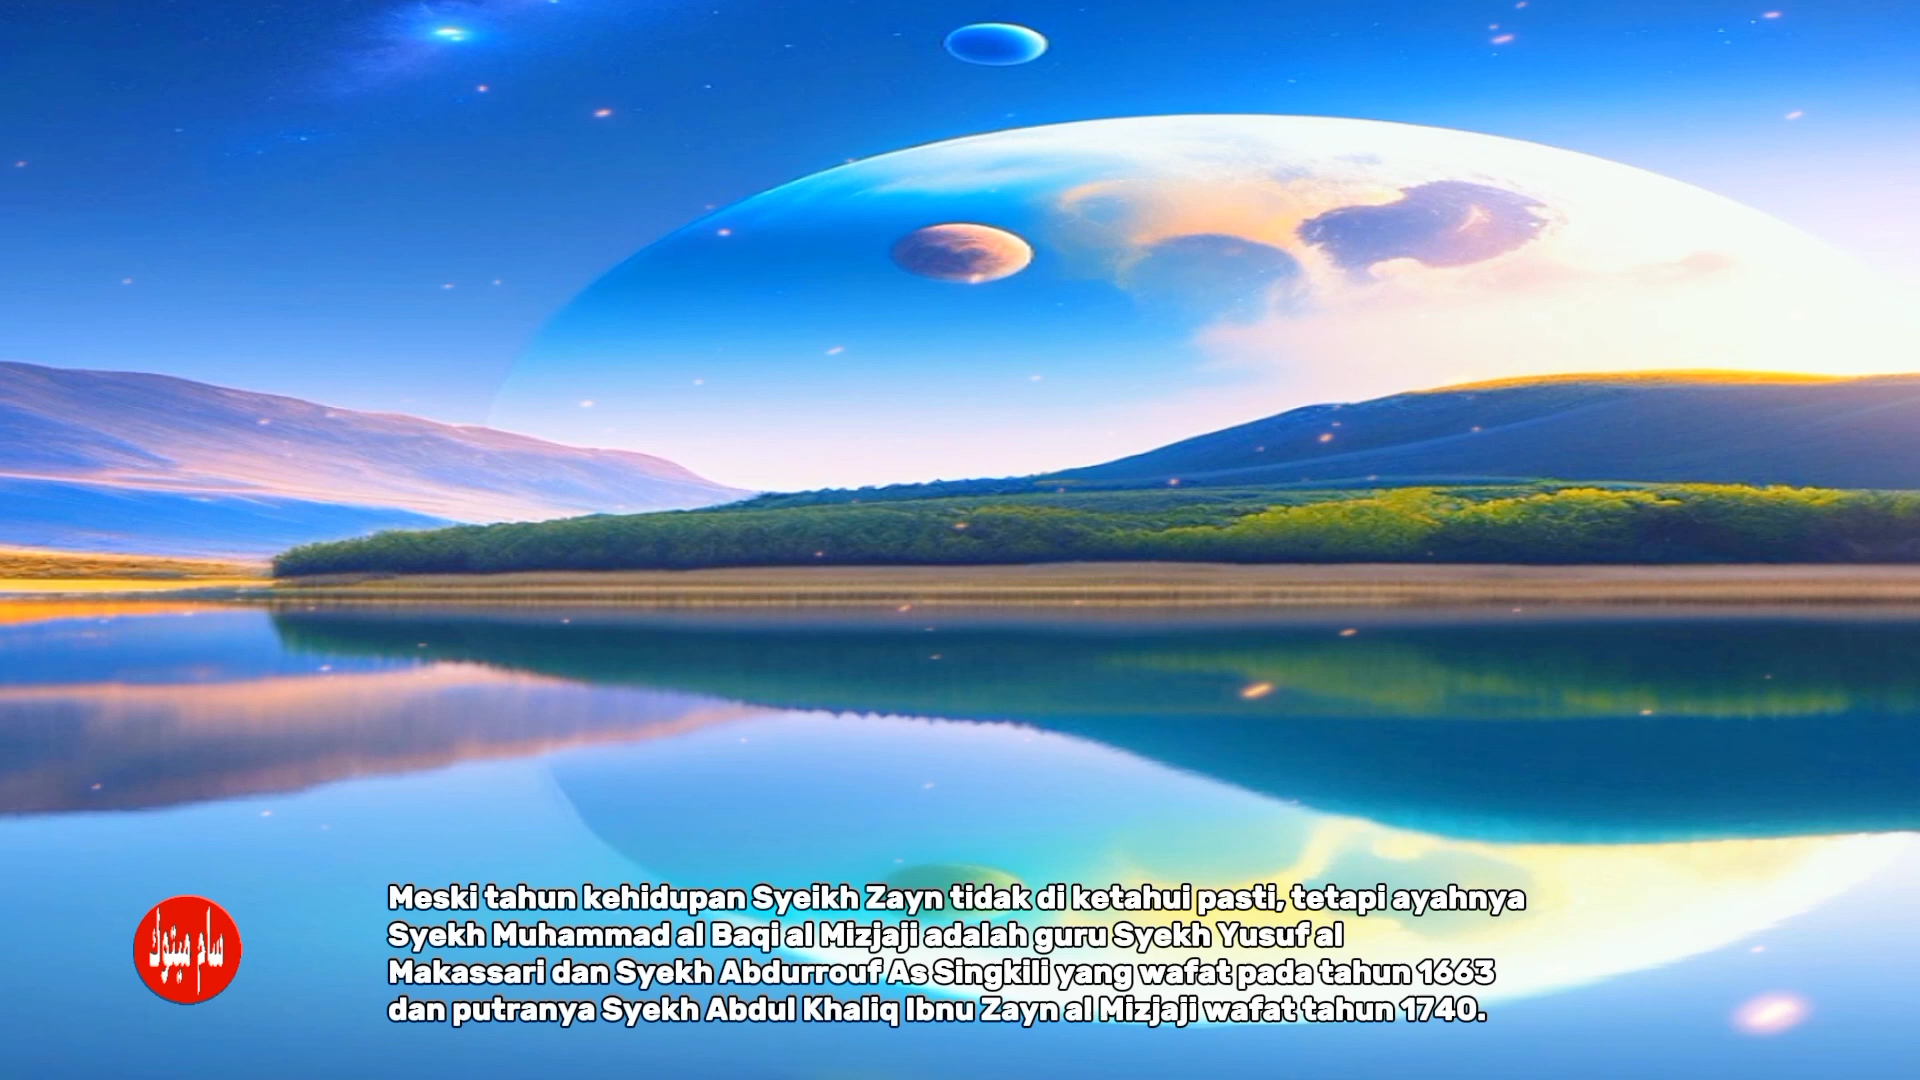 Meski tahun kehidupan Syeikh Zayn tidak di ketahui pasti, tetapi ayahnya
Syekh Muhammad al Baqi al Mizjaji adalah guru Syekh Yusuf al
Makassari dan Syekh Abdurrouf As Singkili yang wafat pada tahun 1663
dan putranya Syekh Abdul Khaliq Ibnu Zayn al Mizjaji wafat tahun 1740.
سام ميتوك